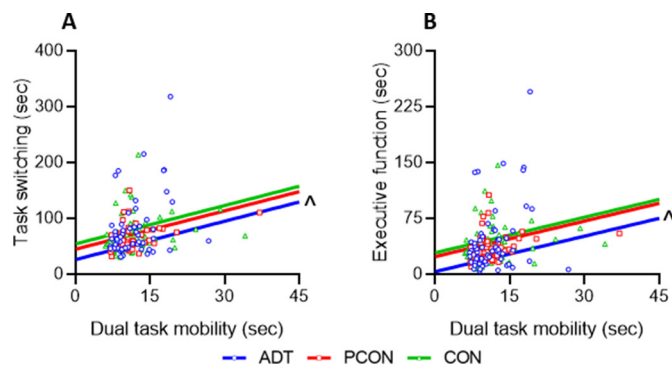 A
B
400
300
200
100
0
Task switching (sec)
0 15 30 45
Dual task mobility (sec)
^
300
225
150
75
0
Executive function (sec)
0 15 30 45
Dual task mobility (sec)
^
ADT PCON CON